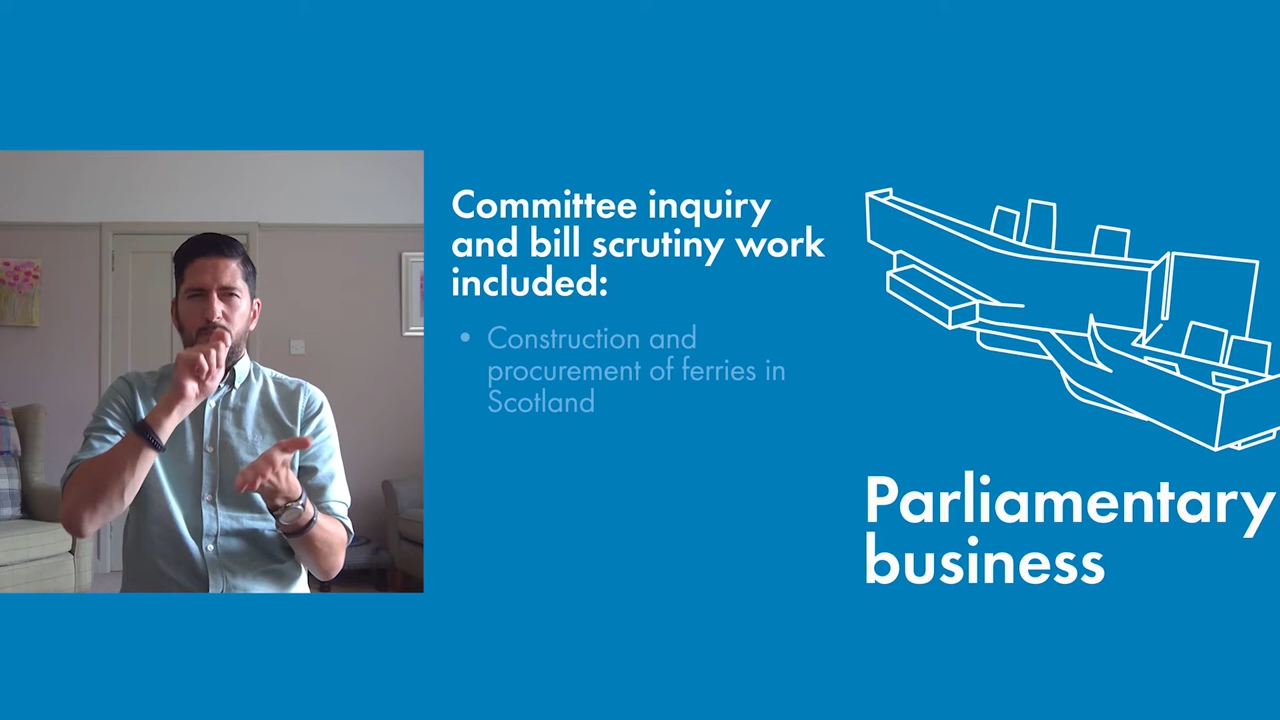 Committee inquiry
and bill scrutiny work
included:
• Construction and
procurement of ferries in
Scotland
Parliamentary
business